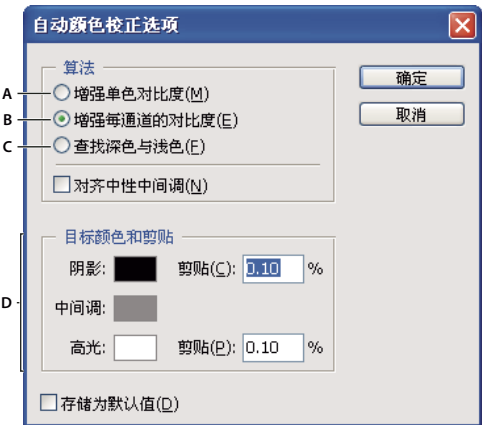 自动颜色校正选项
算法
A 增强单色对比度(M)
B 增强每通道的对比度(E)
C 查找深色与浅色(F)
对齐中性中间调(N)
确定
取消
目标颜色和剪贴
阴影: 剪贴(C): 0.10 %
D 中间调:
高光: 剪贴(P): 0.10 %
存储为默认值(D)